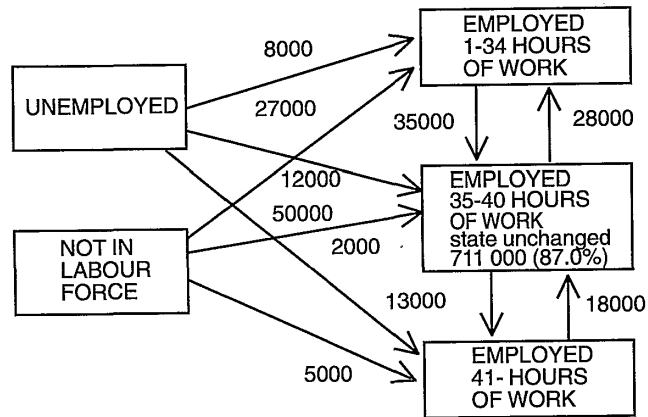 EMPLOYED
1-34 HOURS
OF WORK
8000
UNEMPLOYED
27000
35000
28000
12000
50000
2000
EMPLOYED
35-40 HOURS
OF WORK
state unchanged
711 000 (87.0%)
NOT IN
LABOUR
FORCE
13000
18000
5000
EMPLOYED
41- HOURS
OF WORK